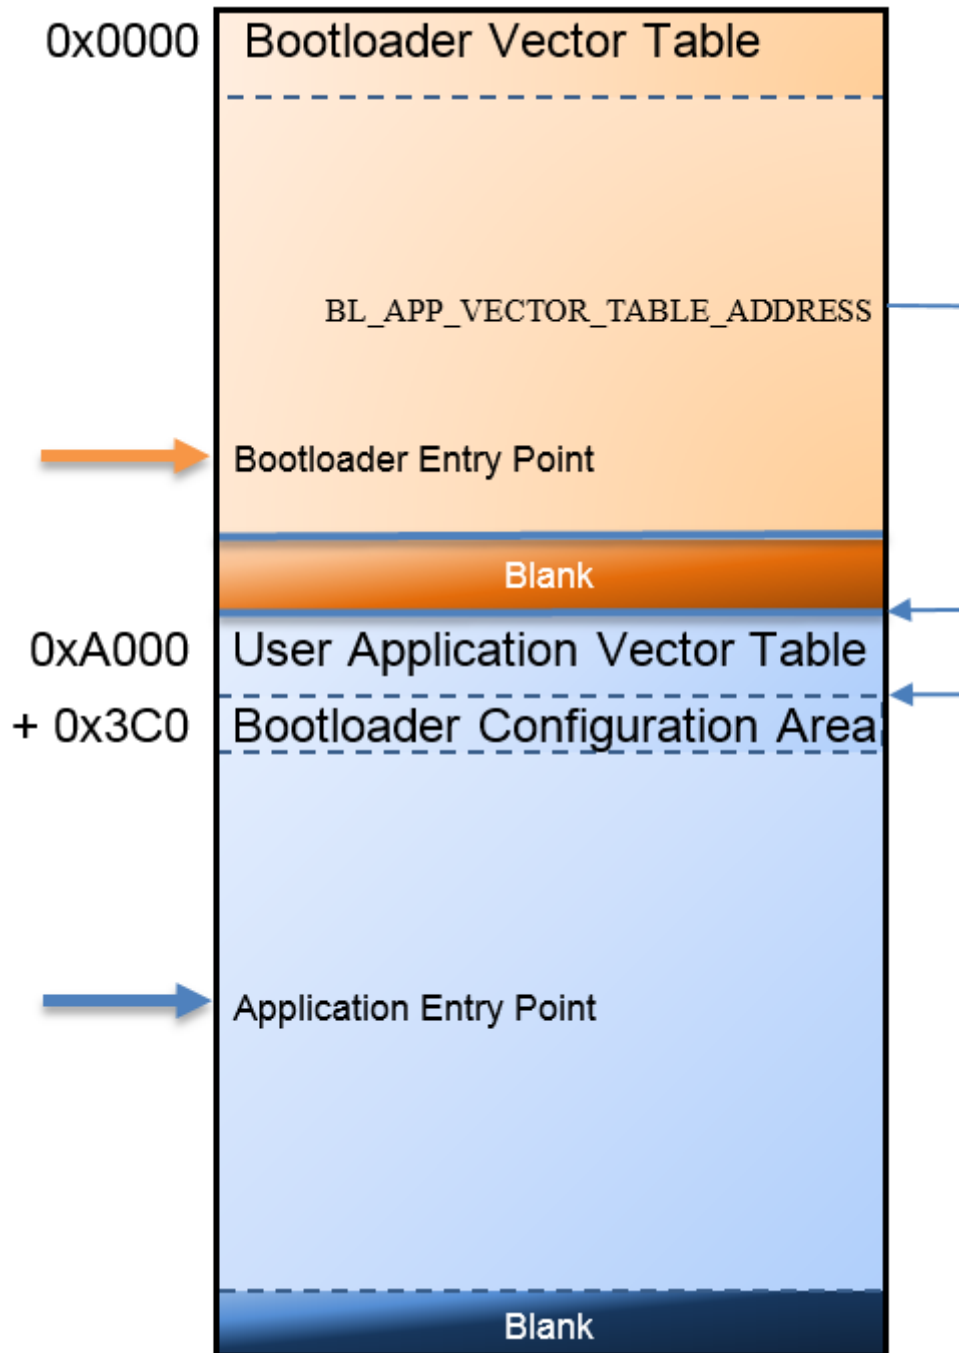 0x0000 Bootloader Vector Table
BL_APP_VECTOR_TABLE_ADDRESS
Bootloader Entry Point
Blank
0xA000 User Application Vector Table
+ 0x3C0 Bootloader Configuration Area
Application Entry Point
Blank